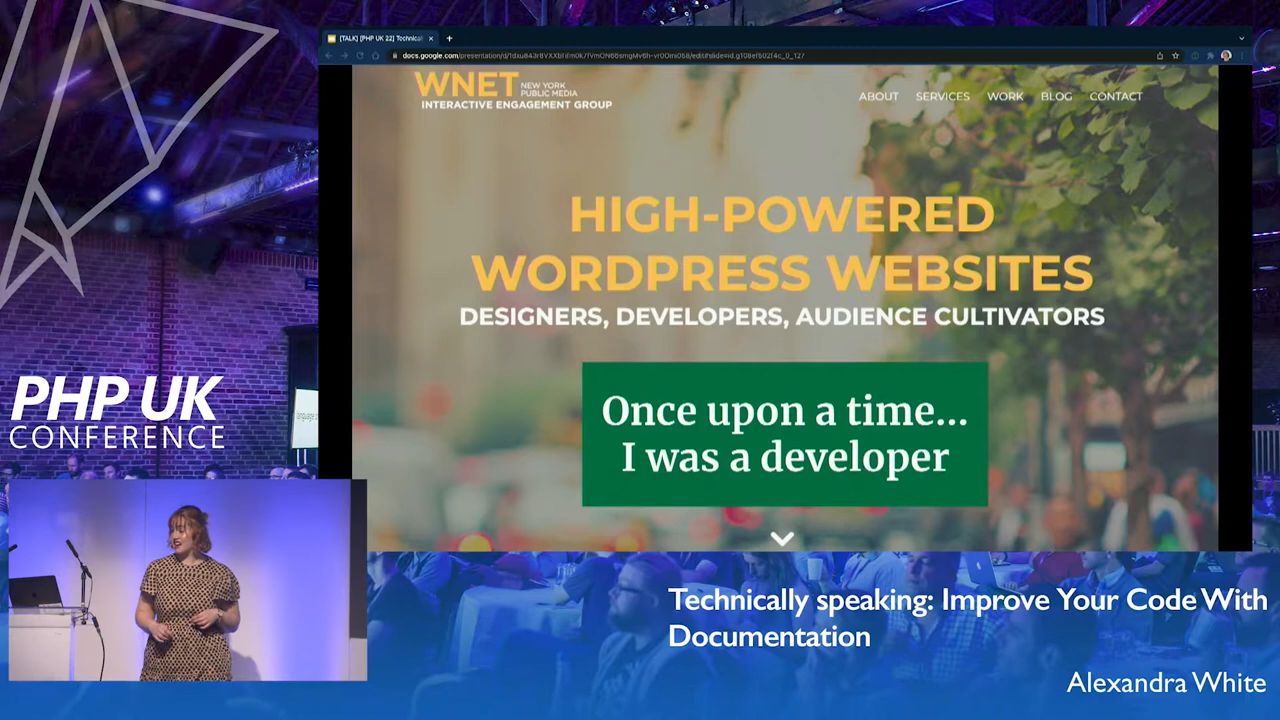 [TALK] [PHP UK 22] Technical
WNET NEW YORK PUBLIC MEDIA
INTERACTIVE ENGAGEMENT GROUP
ABOUT SERVICES WORK BLOG CONTACT
HIGH-POWERED
WORDPRESS WEBSITES
DESIGNERS, DEVELOPERS, AUDIENCE CULTIVATORS
Once upon a time...
I was a developer
PHP UK
CONFERENCE
Technically speaking: Improve Your Code With
Documentation
Alexandra White